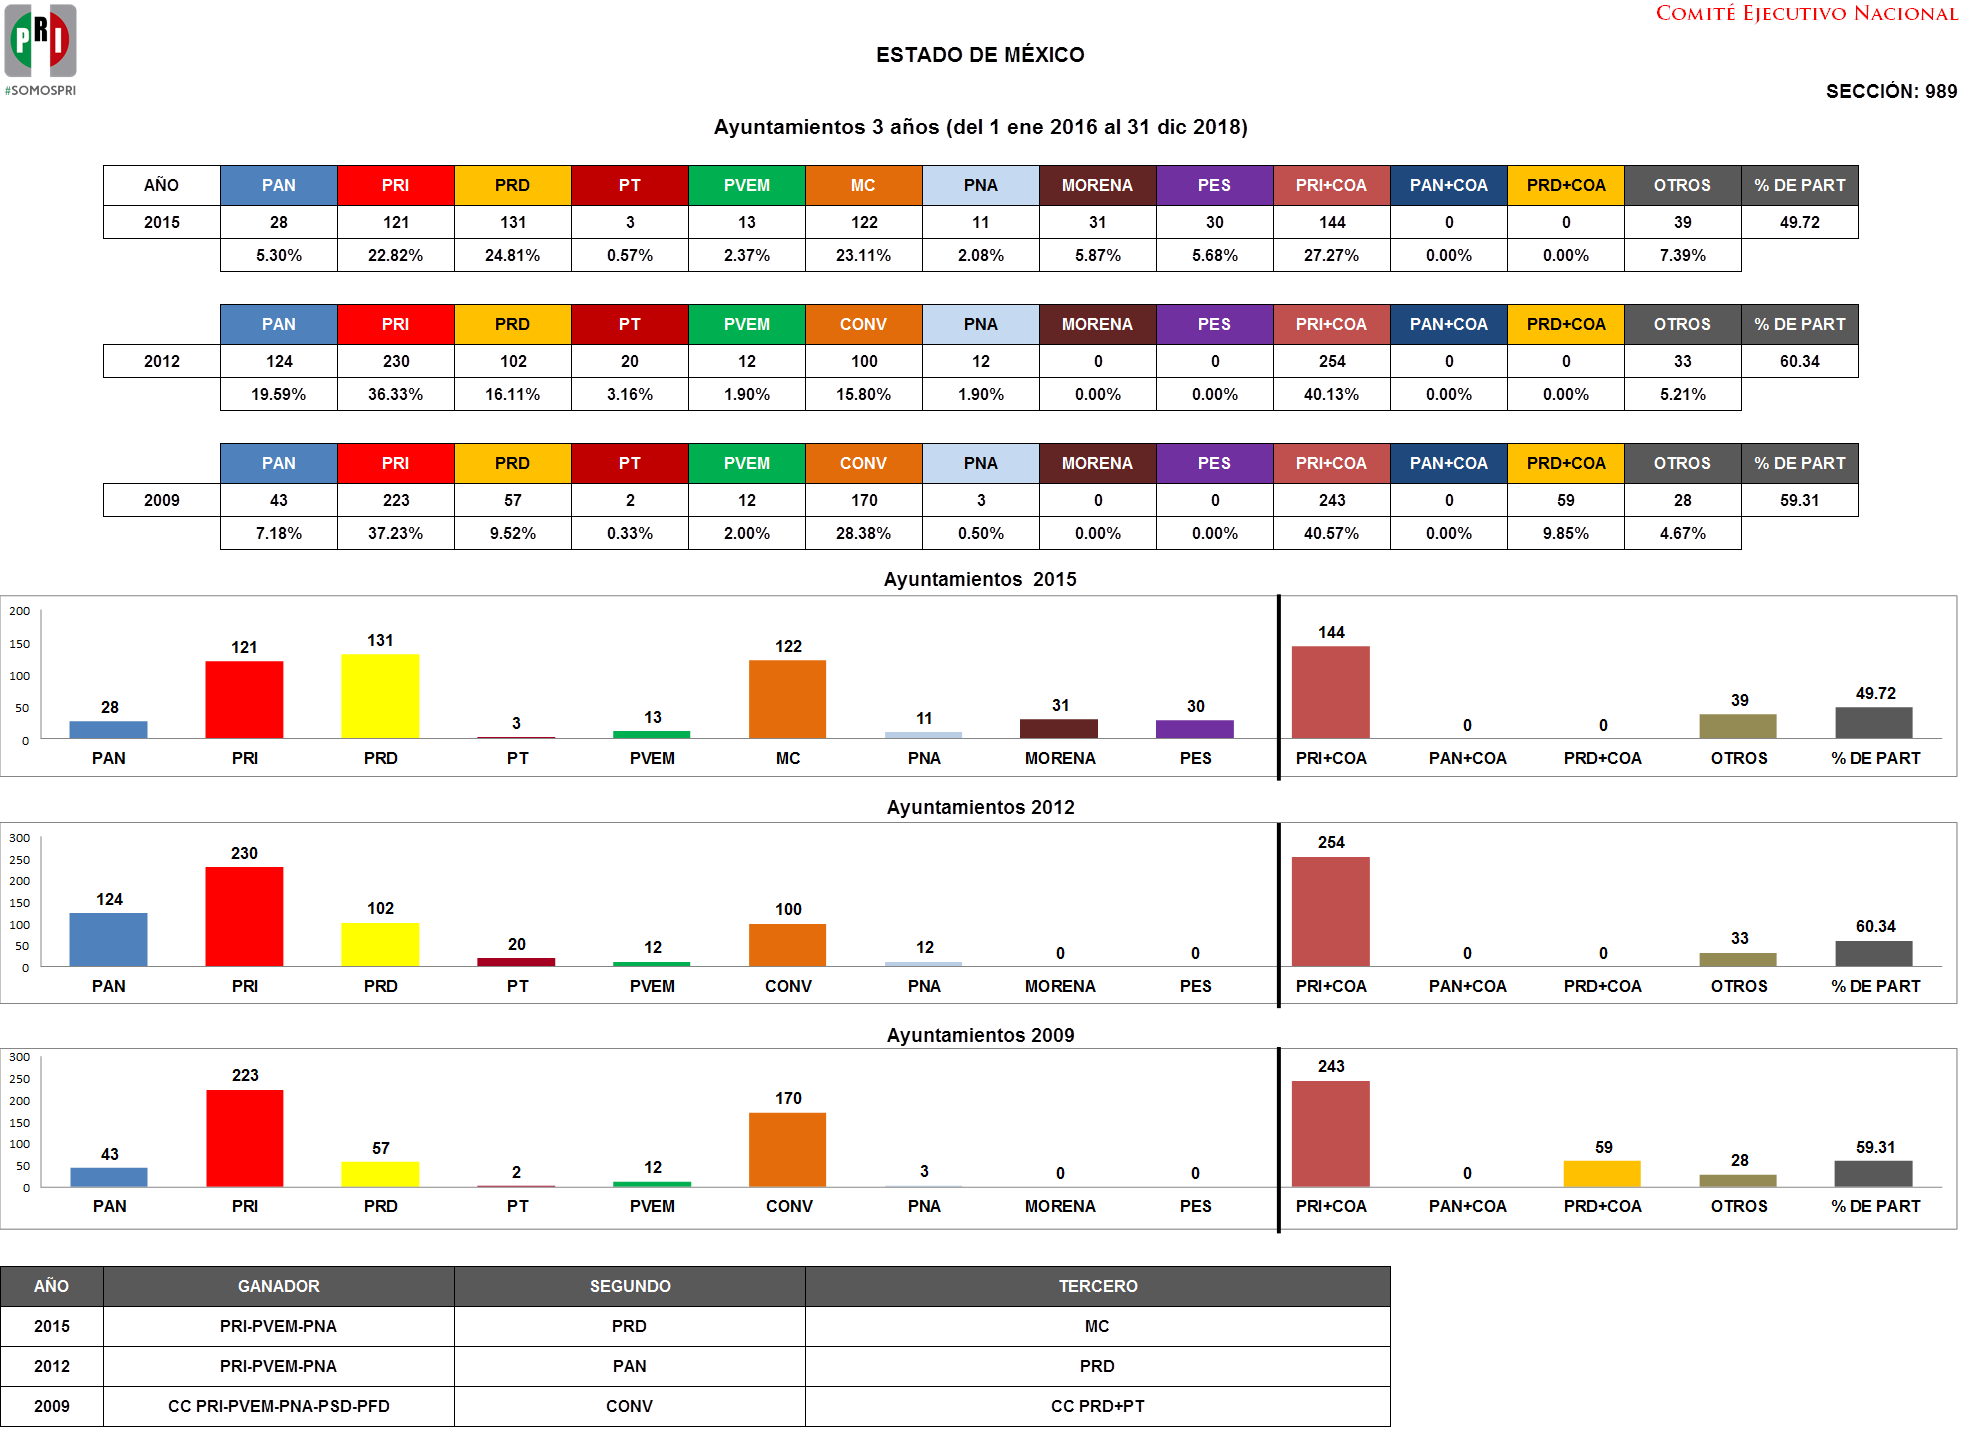 PRI
#SOMOSPRI
COMITÉ EJECUTIVO NACIONAL
ESTADO DE MÉXICO
SECCIÓN: 989
Ayuntamientos 3 años (del 1 ene 2016 al 31 dic 2018)
AÑO PAN PRI PRD PT PVEM MC PNA MORENA PES PRI+COA PAN+COA PRD+COA OTROS % DE PART
2015 28 121 131 3 13 122 11 31 30 144 0 0 39 49.72
5.30% 22.82% 24.81% 0.57% 2.37% 23.11% 2.08% 5.87% 5.68% 27.27% 0.00% 0.00% 7.39%
PAN PRI PRD PT PVEM CONV PNA MORENA PES PRI+COA PAN+COA PRD+COA OTROS % DE PART
2012 124 230 102 20 12 100 12 0 0 254 0 0 33 60.34
19.59% 36.33% 16.11% 3.16% 1.90% 15.80% 1.90% 0.00% 0.00% 40.13% 0.00% 0.00% 5.21%
PAN PRI PRD PT PVEM CONV PNA MORENA PES PRI+COA PAN+COA PRD+COA OTROS % DE PART
2009 43 223 57 2 12 170 3 0 0 243 0 59 28 59.31
7.18% 37.23% 9.52% 0.33% 2.00% 28.38% 0.50% 0.00% 0.00% 40.57% 0.00% 9.85% 4.67%
Ayuntamientos 2015
200
150
100
50
0
28 121 131 3 13 122 11 31 30 144 0 0 39 49.72
PAN PRI PRD PT PVEM MC PNA MORENA PES PRI+COA PAN+COA PRD+COA OTROS % DE PART
Ayuntamientos 2012
300
250
200
150
100
50
0
124 230 102 20 12 100 12 0 0 254 0 0 33 60.34
PAN PRI PRD PT PVEM CONV PNA MORENA PES PRI+COA PAN+COA PRD+COA OTROS % DE PART
Ayuntamientos 2009
300
250
200
150
100
50
0
43 223 57 2 12 170 3 0 0 243 0 59 28 59.31
PAN PRI PRD PT PVEM CONV PNA MORENA PES PRI+COA PAN+COA PRD+COA OTROS % DE PART
AÑO GANADOR SEGUNDO TERCERO
2015 PRI-PVEM-PNA PRD MC
2012 PRI-PVEM-PNA PAN PRD
2009 CC PRI-PVEM-PNA-PSD-PFD CONV CC PRD+PT